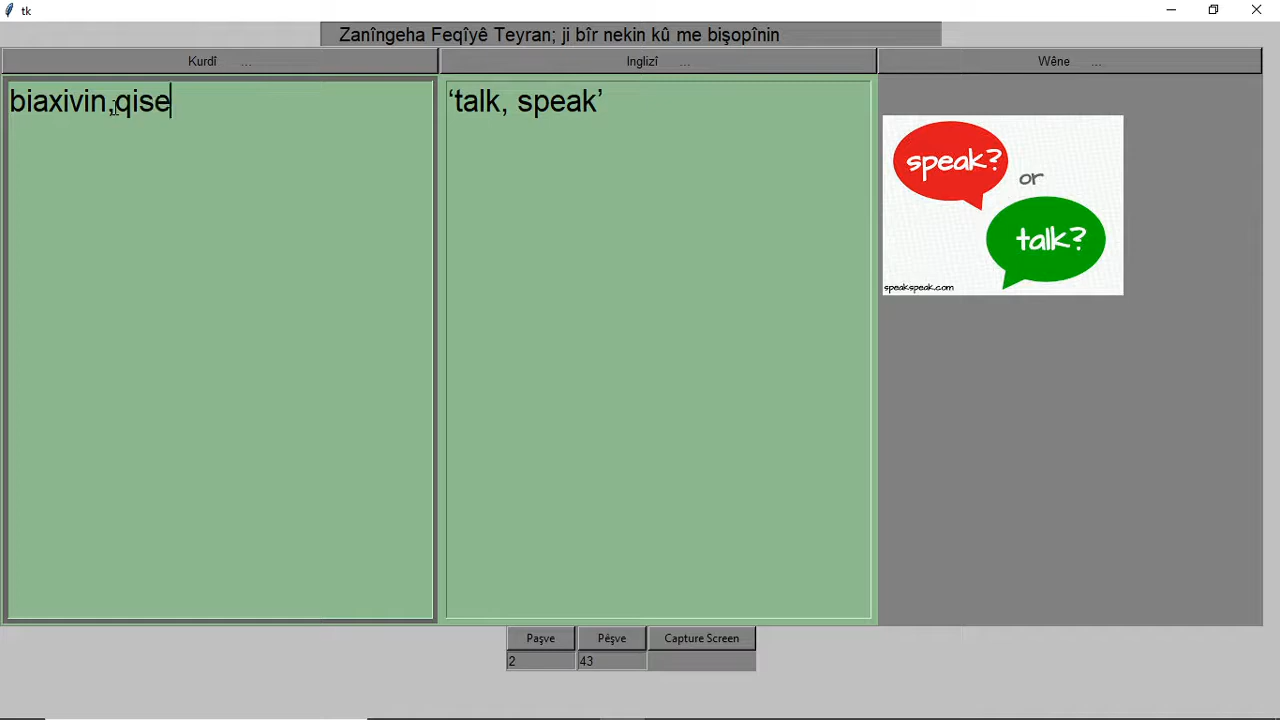 tk
Zanîngeha Feqîyê Teyran; ji bîr nekin kû me bişopînin
Kurdî ...
Inglizî ...
Wêne ...
biaxivin,qise
‘talk, speak’
speak?
or
talk?
speakspeak.com
Paşve
Pêşve
Capture Screen
2
43